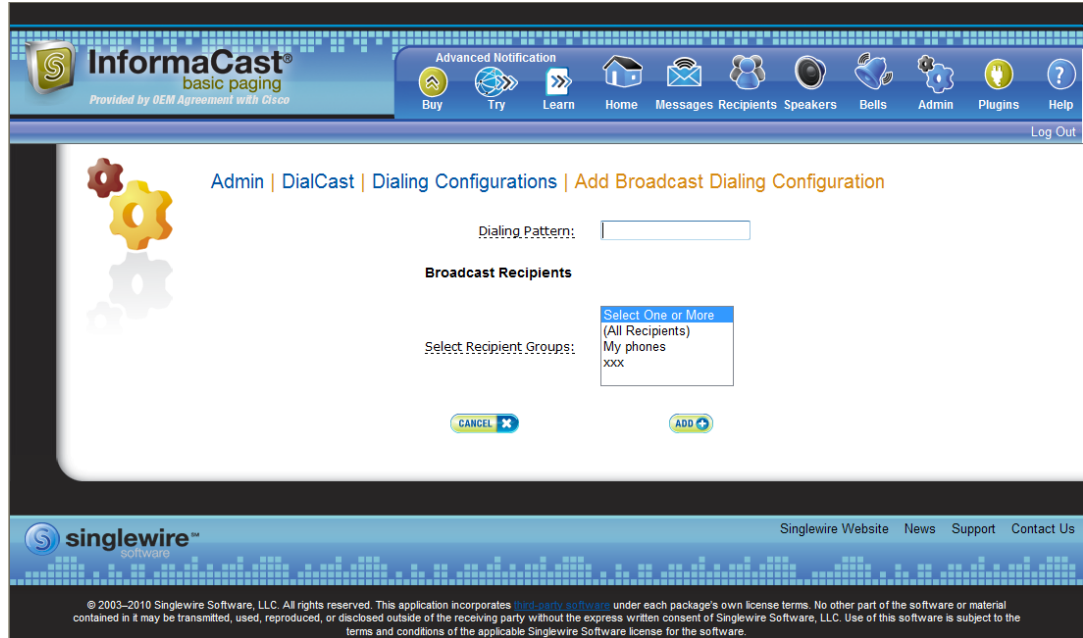 InformaCast®
basic paging
Provided by OEM Agreement with Cisco
Advanced Notification
Buy Try Learn Home Messages Recipients Speakers Bells Admin Plugins Help
Log Out
Admin | DialCast | Dialing Configurations | Add Broadcast Dialing Configuration
Dialing Pattern:
Broadcast Recipients
Select Recipient Groups:
Select One or More
(All Recipients)
My phones
xxx
CANCEL
ADD
singlewire℠
software
Singlewire Website News Support Contact Us
© 2003–2010 Singlewire Software, LLC. All rights reserved. This application incorporates third-party software under each package's own license terms. No other part of the software or material
contained in it may be transmitted, used, reproduced, or disclosed outside of the receiving party without the express written consent of Singlewire Software, LLC. Use of this software is subject to the
terms and conditions of the applicable Singlewire Software license for the software.